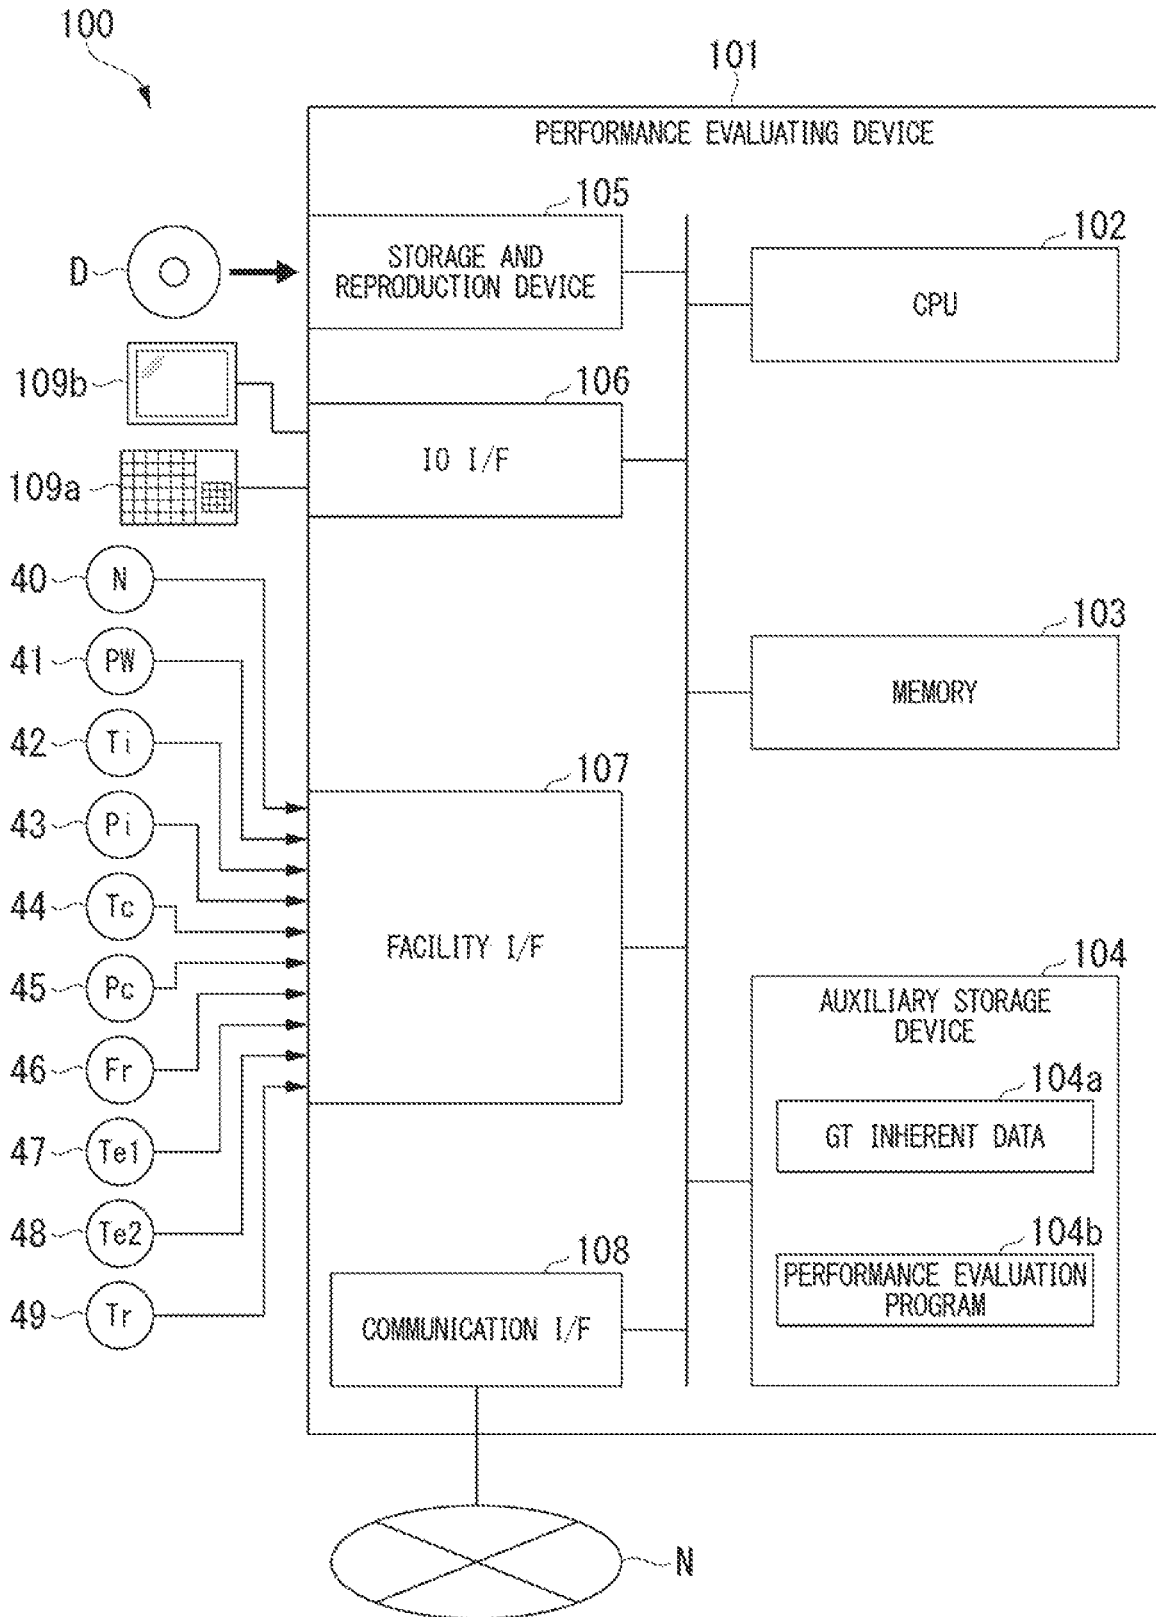 100
101
PERFORMANCE EVALUATING DEVICE
105
STORAGE AND
REPRODUCTION DEVICE
102
CPU
D
109b
106
IO I/F
109a
40
N
41
PW
103
MEMORY
42
Ti
107
43
Pi
44
Tc
FACILITY I/F
45
Pc
104
AUXILIARY STORAGE
DEVICE
46
Fr
104a
GT INHERENT DATA
47
Te1
48
Te2
108
104b
PERFORMANCE EVALUATION
PROGRAM
49
Tr
COMMUNICATION I/F
N